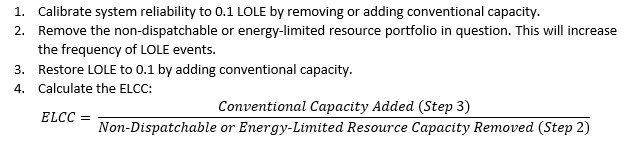 1. Calibrate system reliability to 0.1 LOLE by removing or adding conventional capacity.
2. Remove the non-dispatchable or energy-limited resource portfolio in question. This will increase
the frequency of LOLE events.
3. Restore LOLE to 0.1 by adding conventional capacity.
4. Calculate the ELCC:
Conventional Capacity Added (Step 3)
ELCC =
Non-Dispatchable or Energy-Limited Resource Capacity Removed (Step 2)